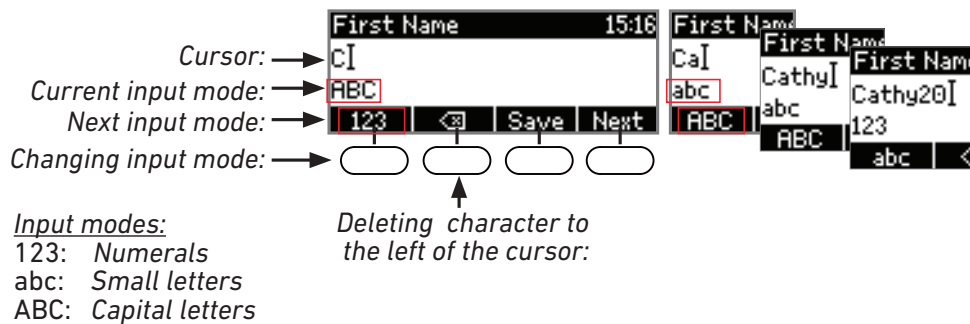 First Name 15:16
Cursor: C
Current input mode: ABC
Next input mode: 123 Save Next
Changing input mode:
Deleting character to
the left of the cursor:
Input modes:
123: Numerals
abc: Small letters
ABC: Capital letters
First Name
Ca
abc
ABC
First Name
Cathy
abc
ABC
First Name
Cathy20
123
abc